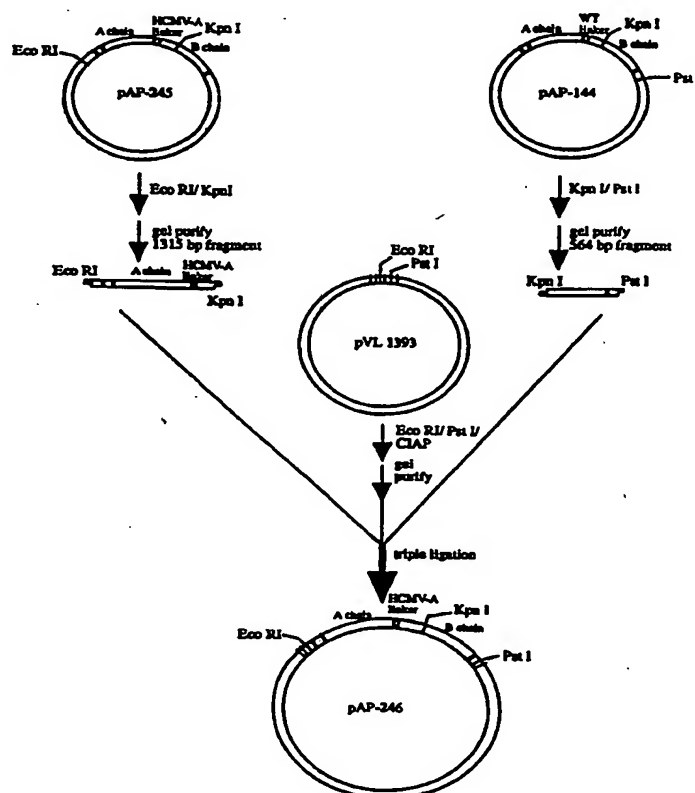 HCMV-A
A chain
linker
Kpn I
Eco RI
B chain
pAP-245
WT
A chain
linker
Kpn I
B chain
Pst
pAP-144
Eco RI/ KpnI
gel purify
1315 bp fragment
Eco RI
A chain
HCMV-A
linker
Kpn I
Kpn I/ Pst I
gel purify
564 bp fragment
Kpn I
Pst I
Eco RI
Pst I
pVL 1393
Eco RI/ Pst I/
CIAP
gel
purify
triple ligation
HCMV-A
A chain
linker
Kpn I
B chain
Eco RI
Pst I
pAP-246